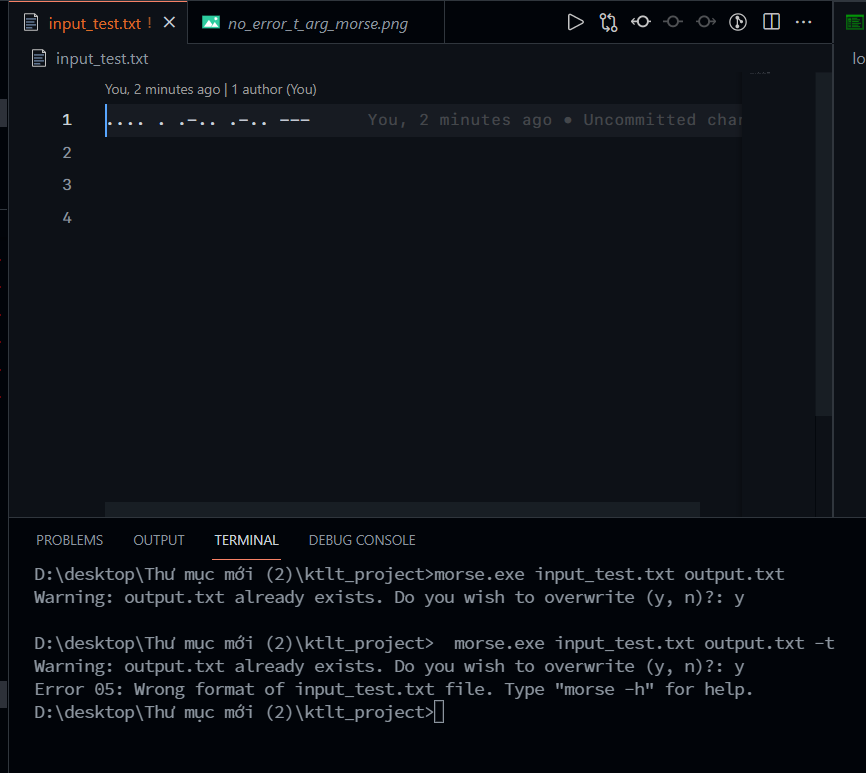 input_test.txt !
no_error_t_arg_morse.png
input_test.txt
You, 2 minutes ago | 1 author (You)
1 .... . .-.. .-.. --- You, 2 minutes ago • Uncommitted
2
3
4
PROBLEMS OUTPUT TERMINAL DEBUG CONSOLE
D:\desktop\Thư mục mới (2)\ktlt_project>morse.exe input_test.txt output.txt
Warning: output.txt already exists. Do you wish to overwrite (y, n)?: y
D:\desktop\Thư mục mới (2)\ktlt_project>  morse.exe input_test.txt output.txt -t
Warning: output.txt already exists. Do you wish to overwrite (y, n)?: y
Error 05: Wrong format of input_test.txt file. Type "morse -h" for help.
D:\desktop\Thư mục mới (2)\ktlt_project>